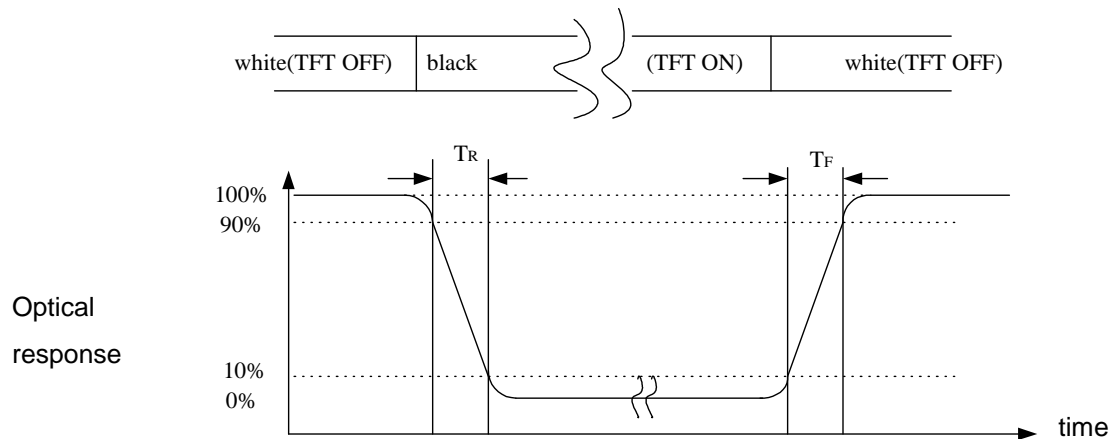 white(TFT OFF) black (TFT ON) white(TFT OFF)
TR TF
100%
90%
Optical
response
10%
0%
time